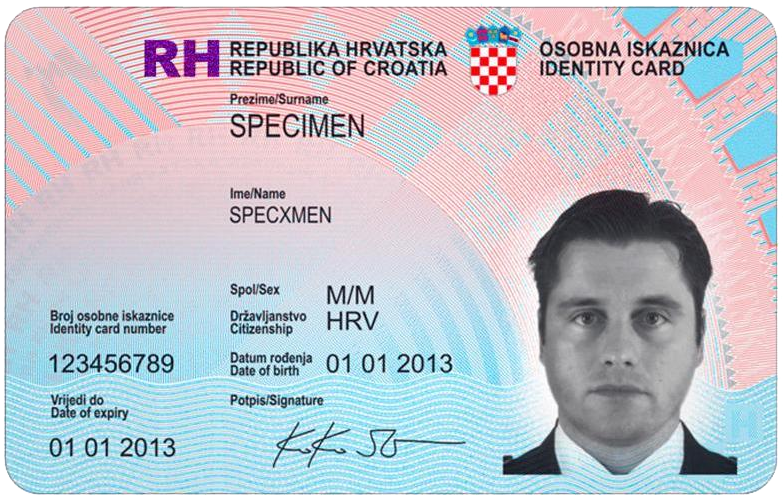 RH REPUBLIKA HRVATSKA
REPUBLIC OF CROATIA
OSOBNA ISKAZNICA
IDENTITY CARD
Prezime/Surname
SPECIMEN
Ime/Name
SPECXMEN
Spol/Sex
M/M
Državljanstvo
Citizenship
HRV
Broj osobne iskaznice
Identity card number
123456789
Datum rođenja
Date of birth
01 01 2013
Vrijedi do
Date of expiry
01 01 2013
Potpis/Signature